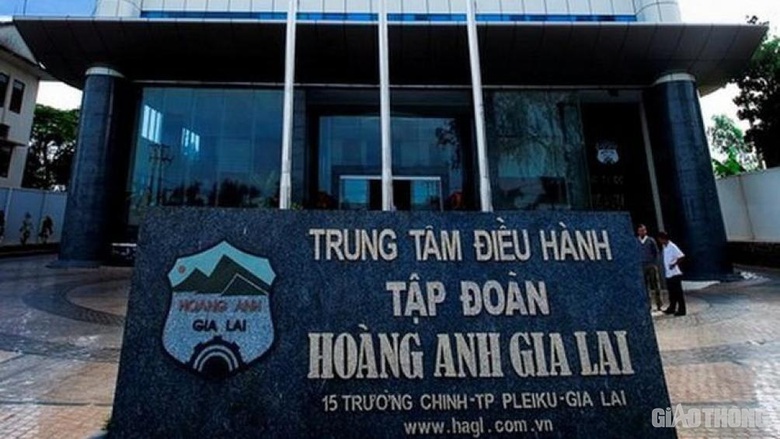 TRUNG TÂM ĐIỀU HÀNH
TẬP ĐOÀN
HOÀNG ANH GIA LAI
15 TRƯỜNG CHINH-TP PLEIKU-GIA LAI
www.hagl.com.vn
HOANG ANH
GIA LAI
GIAOTHONG